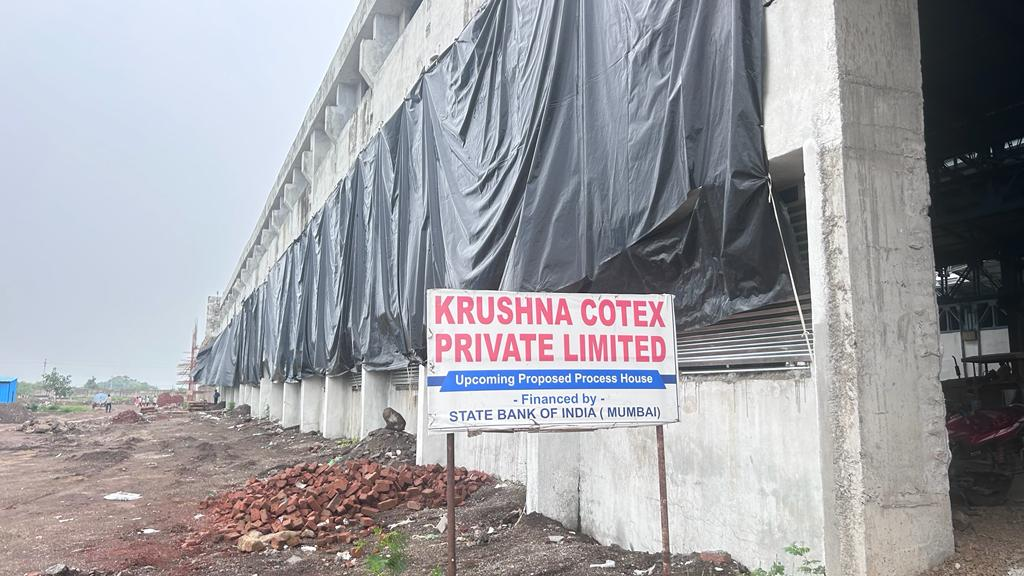 KRUSHNA COTEX
PRIVATE LIMITED
Upcoming Proposed Process House
- Financed by -
STATE BANK OF INDIA ( MUMBAI)